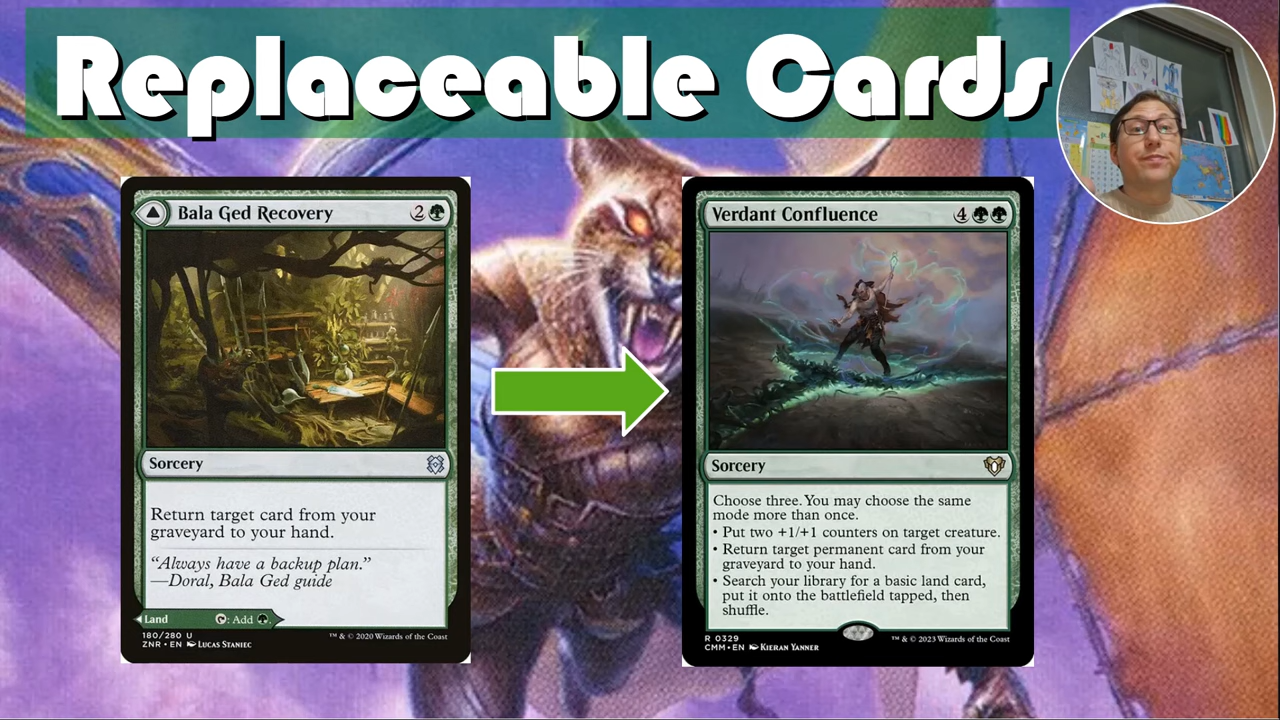 Replaceable Cards
Bala Ged Recovery 2
Sorcery
Return target card from your
graveyard to your hand.
“Always have a backup plan.”
—Doral, Bala Ged guide
Land : Add .
180/280 U
ZNR • EN Lucas Staniec
™ & © 2020 Wizards of the Coast
Verdant Confluence 4
Sorcery
Choose three. You may choose the same
mode more than once.
• Put two +1/+1 counters on target creature.
• Return target permanent card from your
graveyard to your hand.
• Search your library for a basic land card,
put it onto the battlefield tapped, then
shuffle.
R 0329
CMM • EN Kieran Yanner
™ & © 2023 Wizards of the Coast